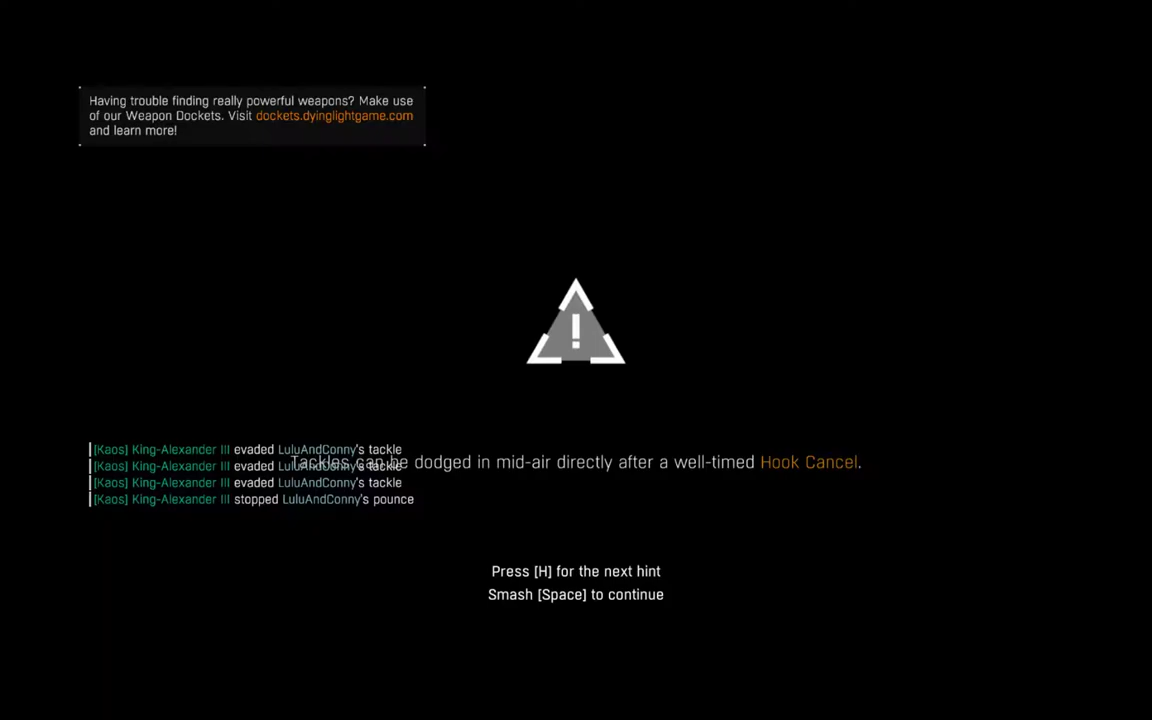 Having trouble finding really powerful weapons? Make use
of our Weapon Dockets. Visit dockets.dyinglightgame.com
and learn more!
!
[Kaos] King-Alexander III evaded LuluAndConny's tackle
Tackles can be dodged in mid-air directly after a well-timed Hook Cancel.
[Kaos] King-Alexander III evaded LuluAndConny's tackle
[Kaos] King-Alexander III evaded LuluAndConny's tackle
[Kaos] King-Alexander III stopped LuluAndConny's pounce
Press [H] for the next hint
Smash [Space] to continue